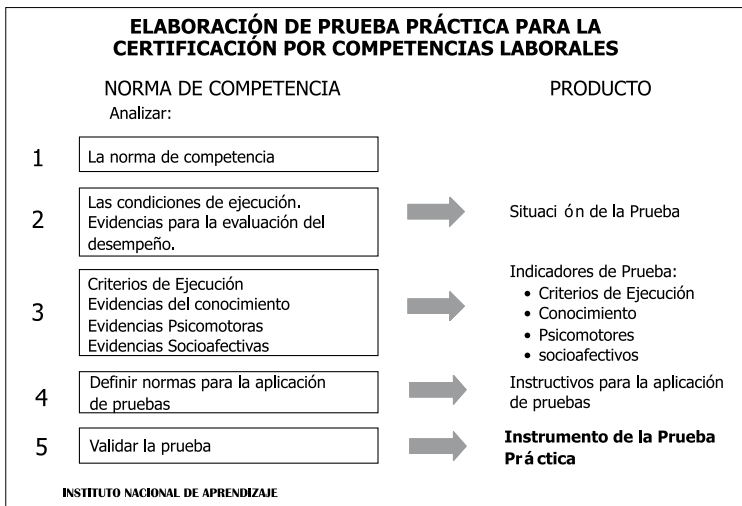 ELABORACIÓN DE PRUEBA PRÁCTICA PARA LA
CERTIFICACIÓN POR COMPETENCIAS LABORALES
NORMA DE COMPETENCIA
PRODUCTO
Analizar:
1
La norma de competencia
2
Las condiciones de ejecución.
Evidencias para la evaluación del
desempeño.
Situaci ón de la Prueba
3
Criterios de Ejecución
Evidencias del conocimiento
Evidencias Psicomotoras
Evidencias Socioafectivas
Indicadores de Prueba:
• Criterios de Ejecución
• Conocimiento
• Psicomotores
• socioafectivos
4
Definir normas para la aplicación
de pruebas
Instructivos para la aplicación
de pruebas
5
Validar la prueba
Instrumento de la Prueba
Prá ctica
INSTITUTO NACIONAL DE APRENDIZAJE